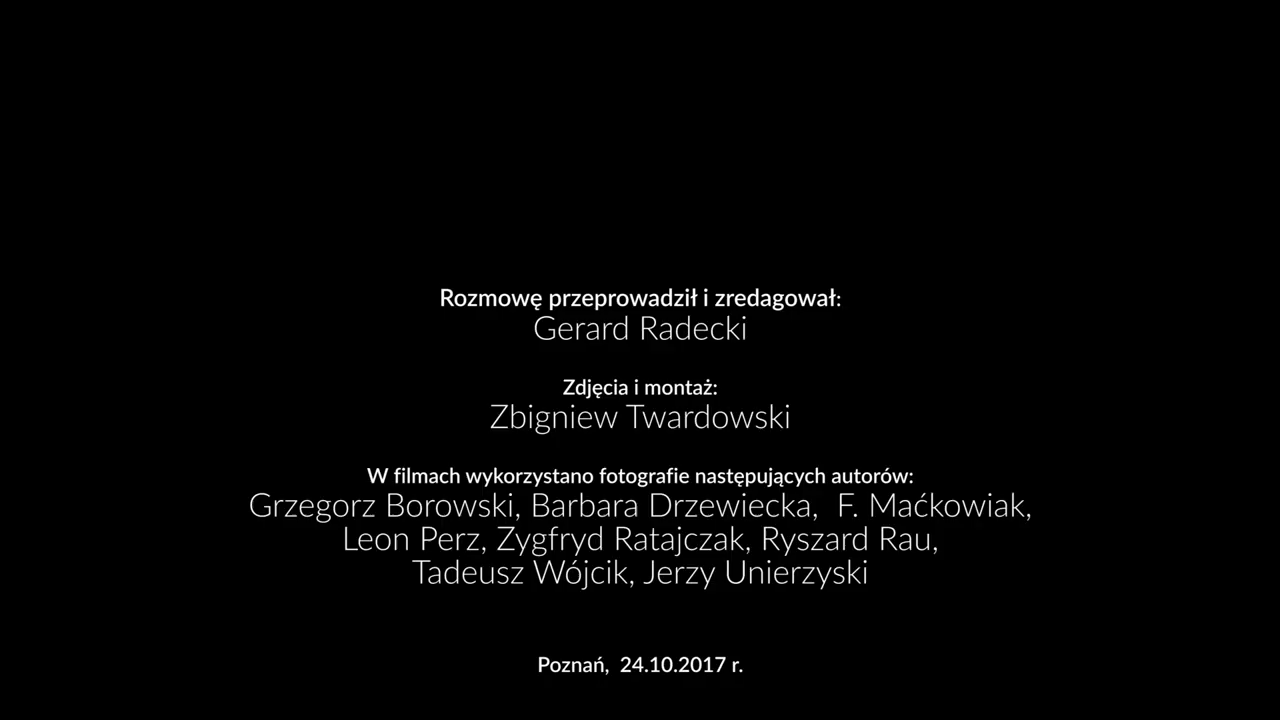 Rozmowę przeprowadził i zredagował:
Gerard Radecki
Zdjęcia i montaż:
Zbigniew Twardowski
W filmach wykorzystano fotografie następujących autorów:
Grzegorz Borowski, Barbara Drzewiecka, F. Maćkowiak,
Leon Perz, Zygfryd Ratajczak, Ryszard Rau,
Tadeusz Wójcik, Jerzy Unierzyski
Poznań, 24.10.2017 r.